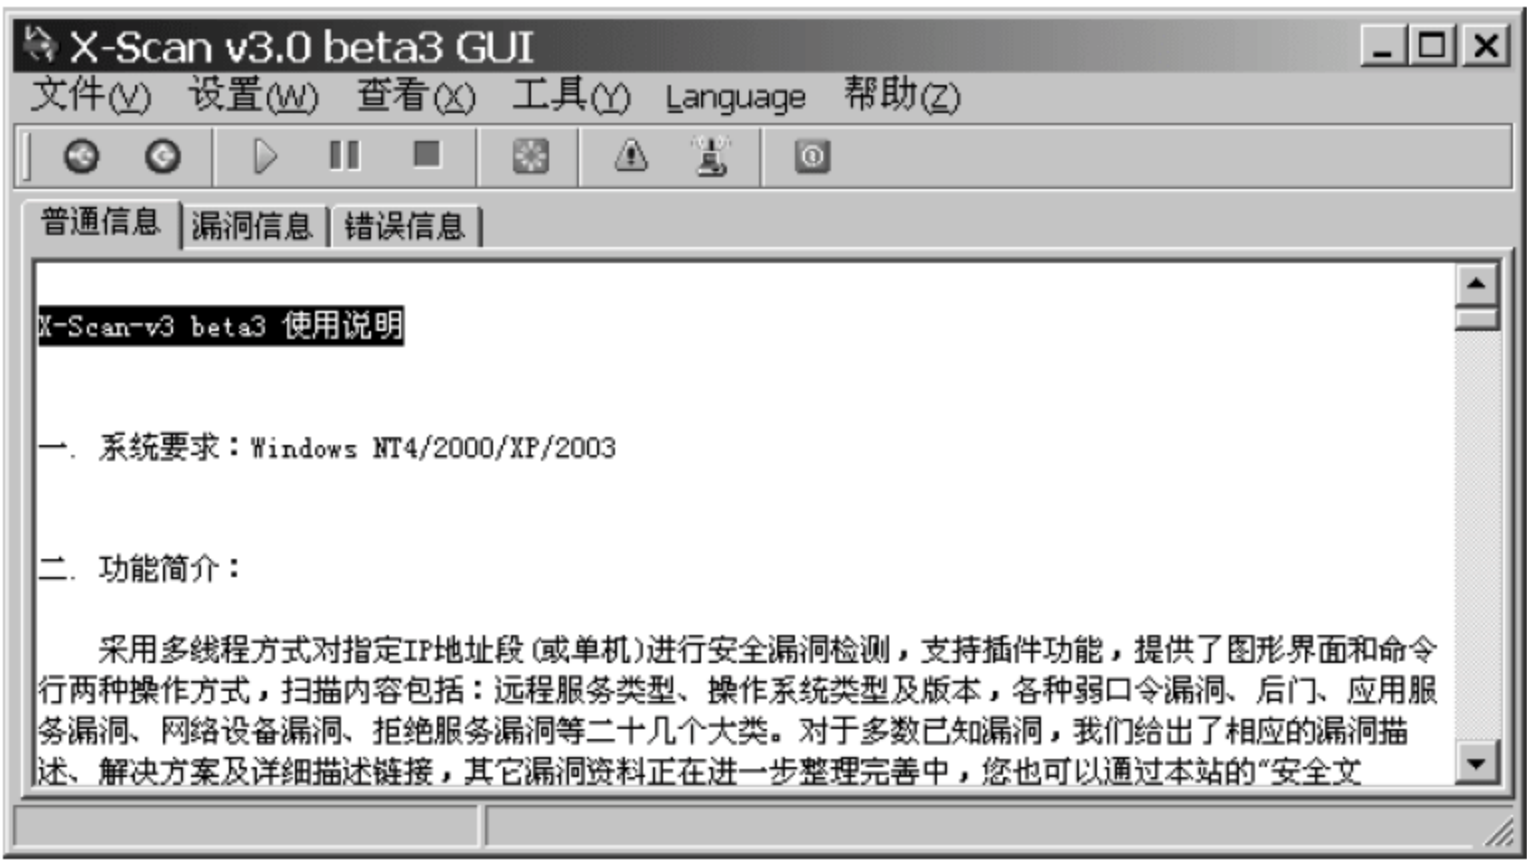 X-Scan v3.0 beta3 GUI
文件(V) 设置(W) 查看(X) 工具(Y) Language 帮助(Z)
普通信息 漏洞信息 错误信息
X-Scan-v3 beta3 使用说明
一. 系统要求：Windows NT4/2000/XP/2003
二. 功能简介：
采用多线程方式对指定IP地址段(或单机)进行安全漏洞检测，支持插件功能，提供了图形界面和命令
行两种操作方式，扫描内容包括：远程服务类型、操作系统类型及版本，各种弱口令漏洞、后门、应用服
务漏洞、网络设备漏洞、拒绝服务漏洞等二十几个大类。对于多数已知漏洞，我们给出了相应的漏洞描
述、解决方案及详细描述链接，其它漏洞资料正在进一步整理完善中，您也可以通过本站的“安全文